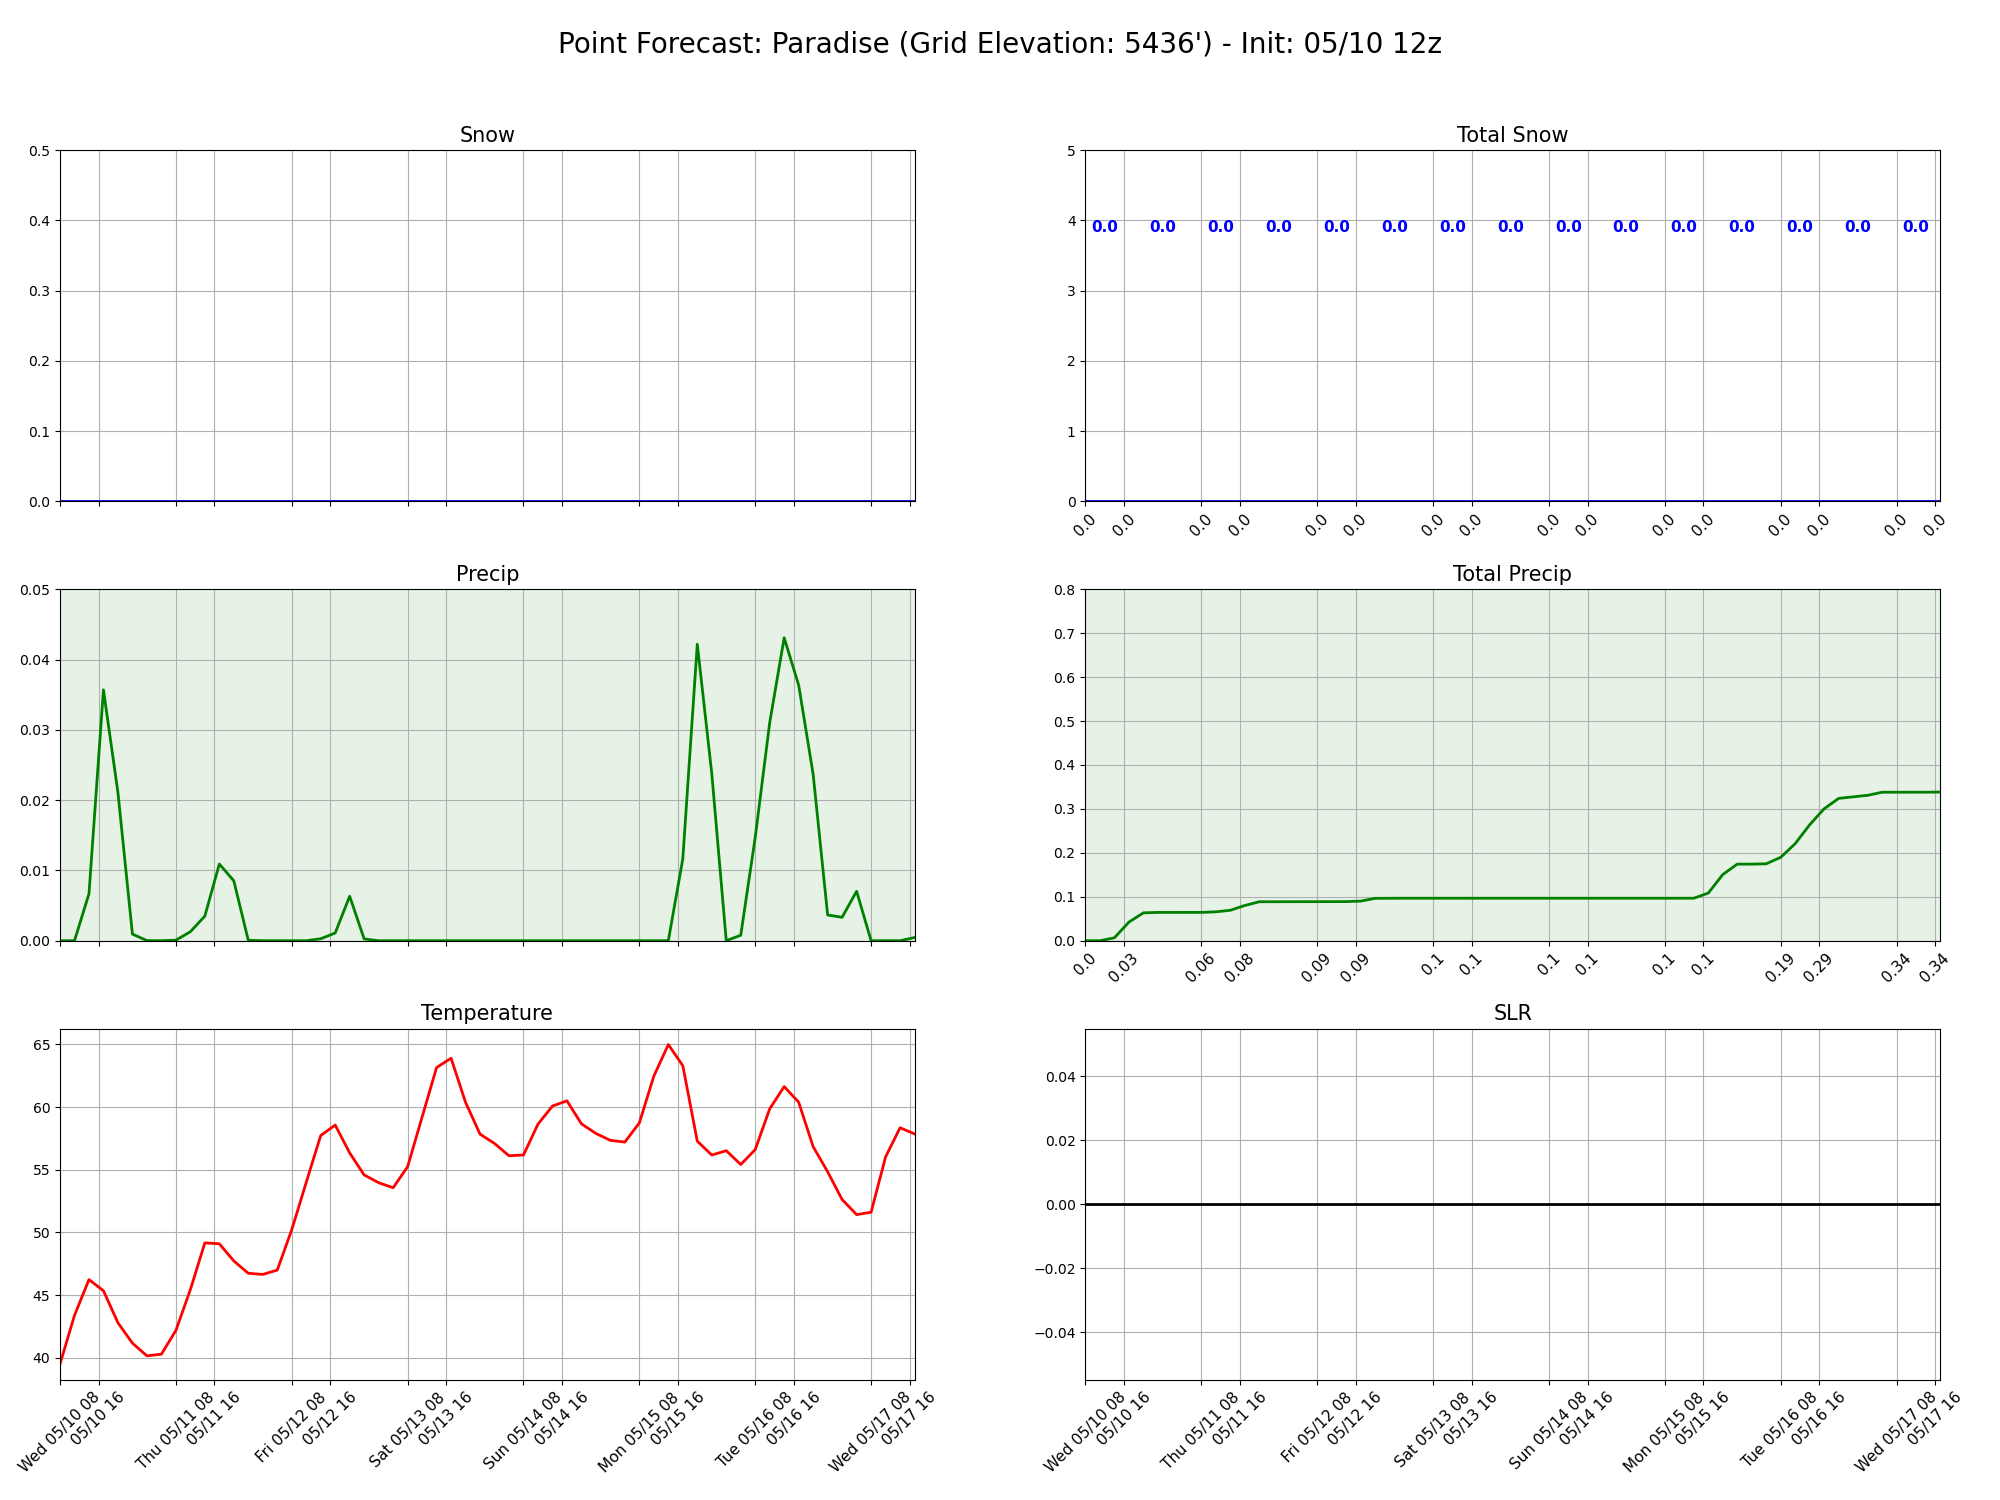 Point Forecast: Paradise (Grid Elevation: 5436') - Init: 05/10 12z
Snow
0.5
0.4
0.3
0.2
0.1
0.0
Total Snow
5
4
3
2
1
0
0.0 0.0 0.0 0.0 0.0 0.0 0.0 0.0 0.0 0.0 0.0 0.0 0.0 0.0 0.0
0.0 0.0 0.0 0.0 0.0 0.0 0.0 0.0 0.0 0.0 0.0 0.0 0.0 0.0 0.0 0.0
Precip
0.05
0.04
0.03
0.02
0.01
0.00
Total Precip
0.8
0.7
0.6
0.5
0.4
0.3
0.2
0.1
0.0
0.0 0.03 0.06 0.08 0.09 0.09 0.1 0.1 0.1 0.1 0.1 0.1 0.19 0.29 0.34 0.34
Temperature
65
60
55
50
45
40
Wed 05/10 08
05/10 16
Thu 05/11 08
05/11 16
Fri 05/12 08
05/12 16
Sat 05/13 08
05/13 16
Sun 05/14 08
05/14 16
Mon 05/15 08
05/15 16
Tue 05/16 08
05/16 16
Wed 05/17 08
05/17 16
SLR
0.04
0.02
0.00
−0.02
−0.04
Wed 05/10 08
05/10 16
Thu 05/11 08
05/11 16
Fri 05/12 08
05/12 16
Sat 05/13 08
05/13 16
Sun 05/14 08
05/14 16
Mon 05/15 08
05/15 16
Tue 05/16 08
05/16 16
Wed 05/17 08
05/17 16